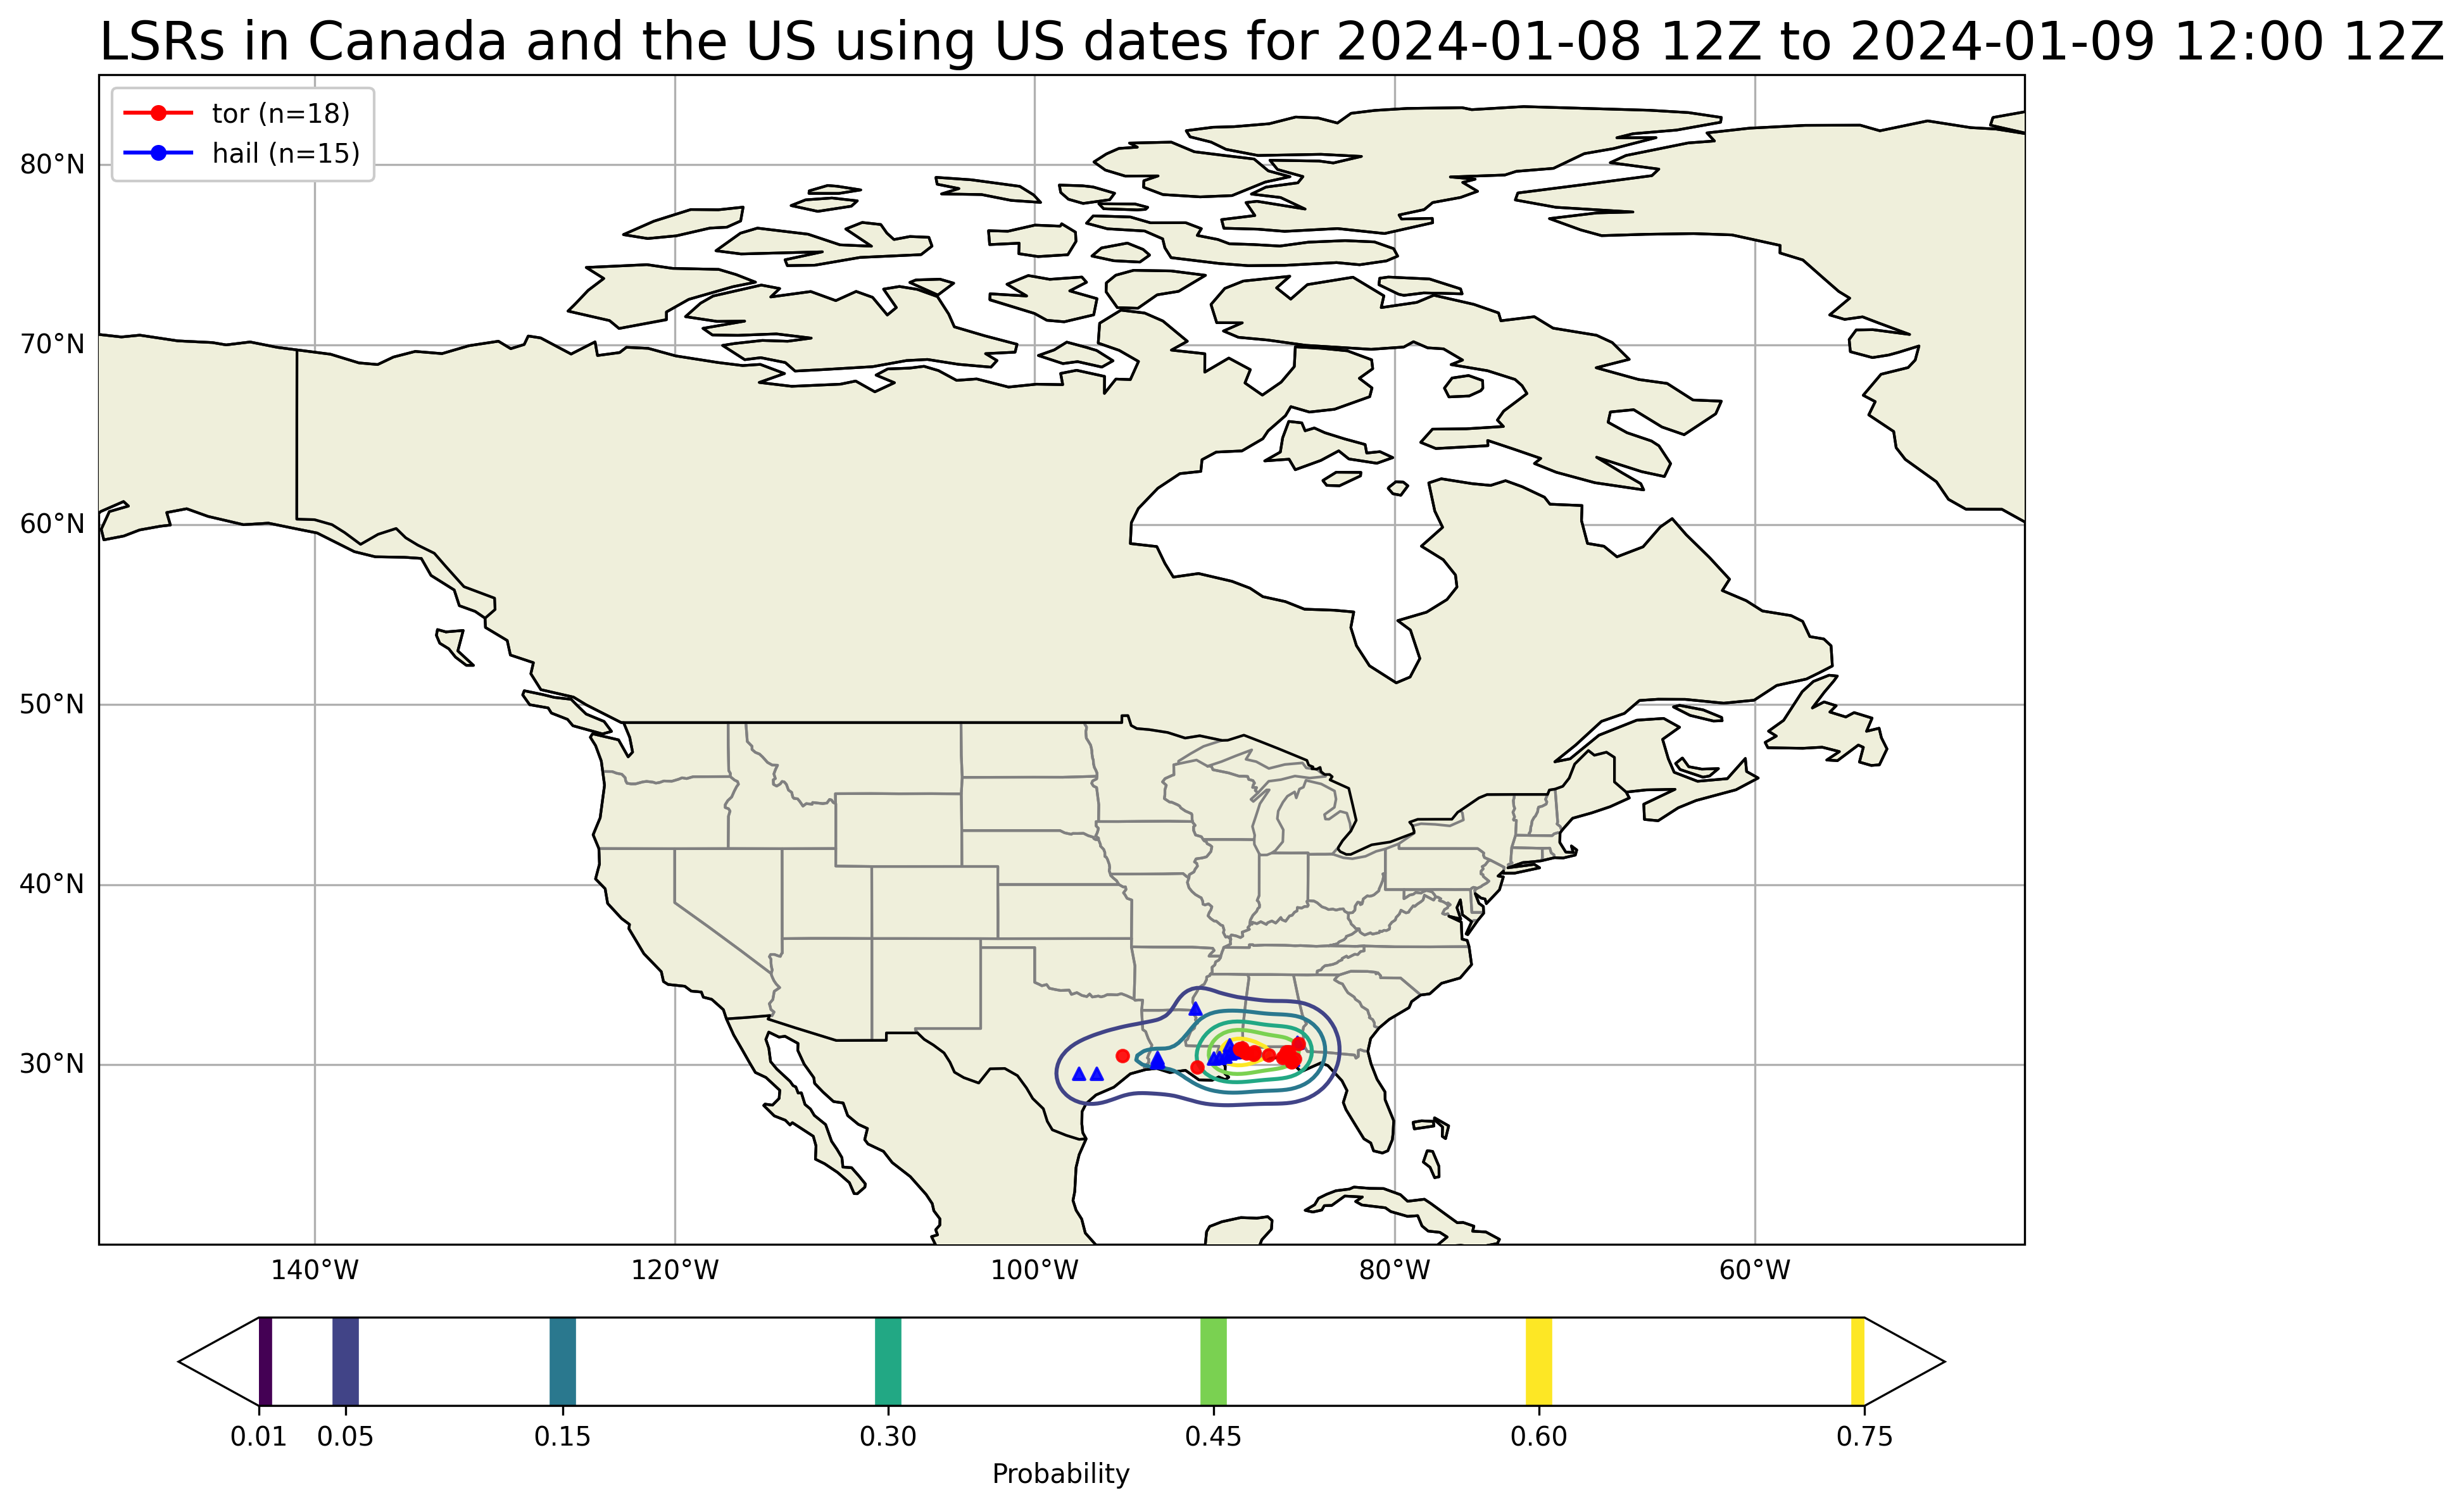 LSRs in Canada and the US using US dates for 2024-01-08 12Z to 2024-01-09 12:00 12Z
tor (n=18)
hail (n=15)
80°N
70°N
60°N
50°N
40°N
30°N
140°W 120°W 100°W 80°W 60°W
0.01 0.05 0.15 0.30 0.45 0.60 0.75
Probability